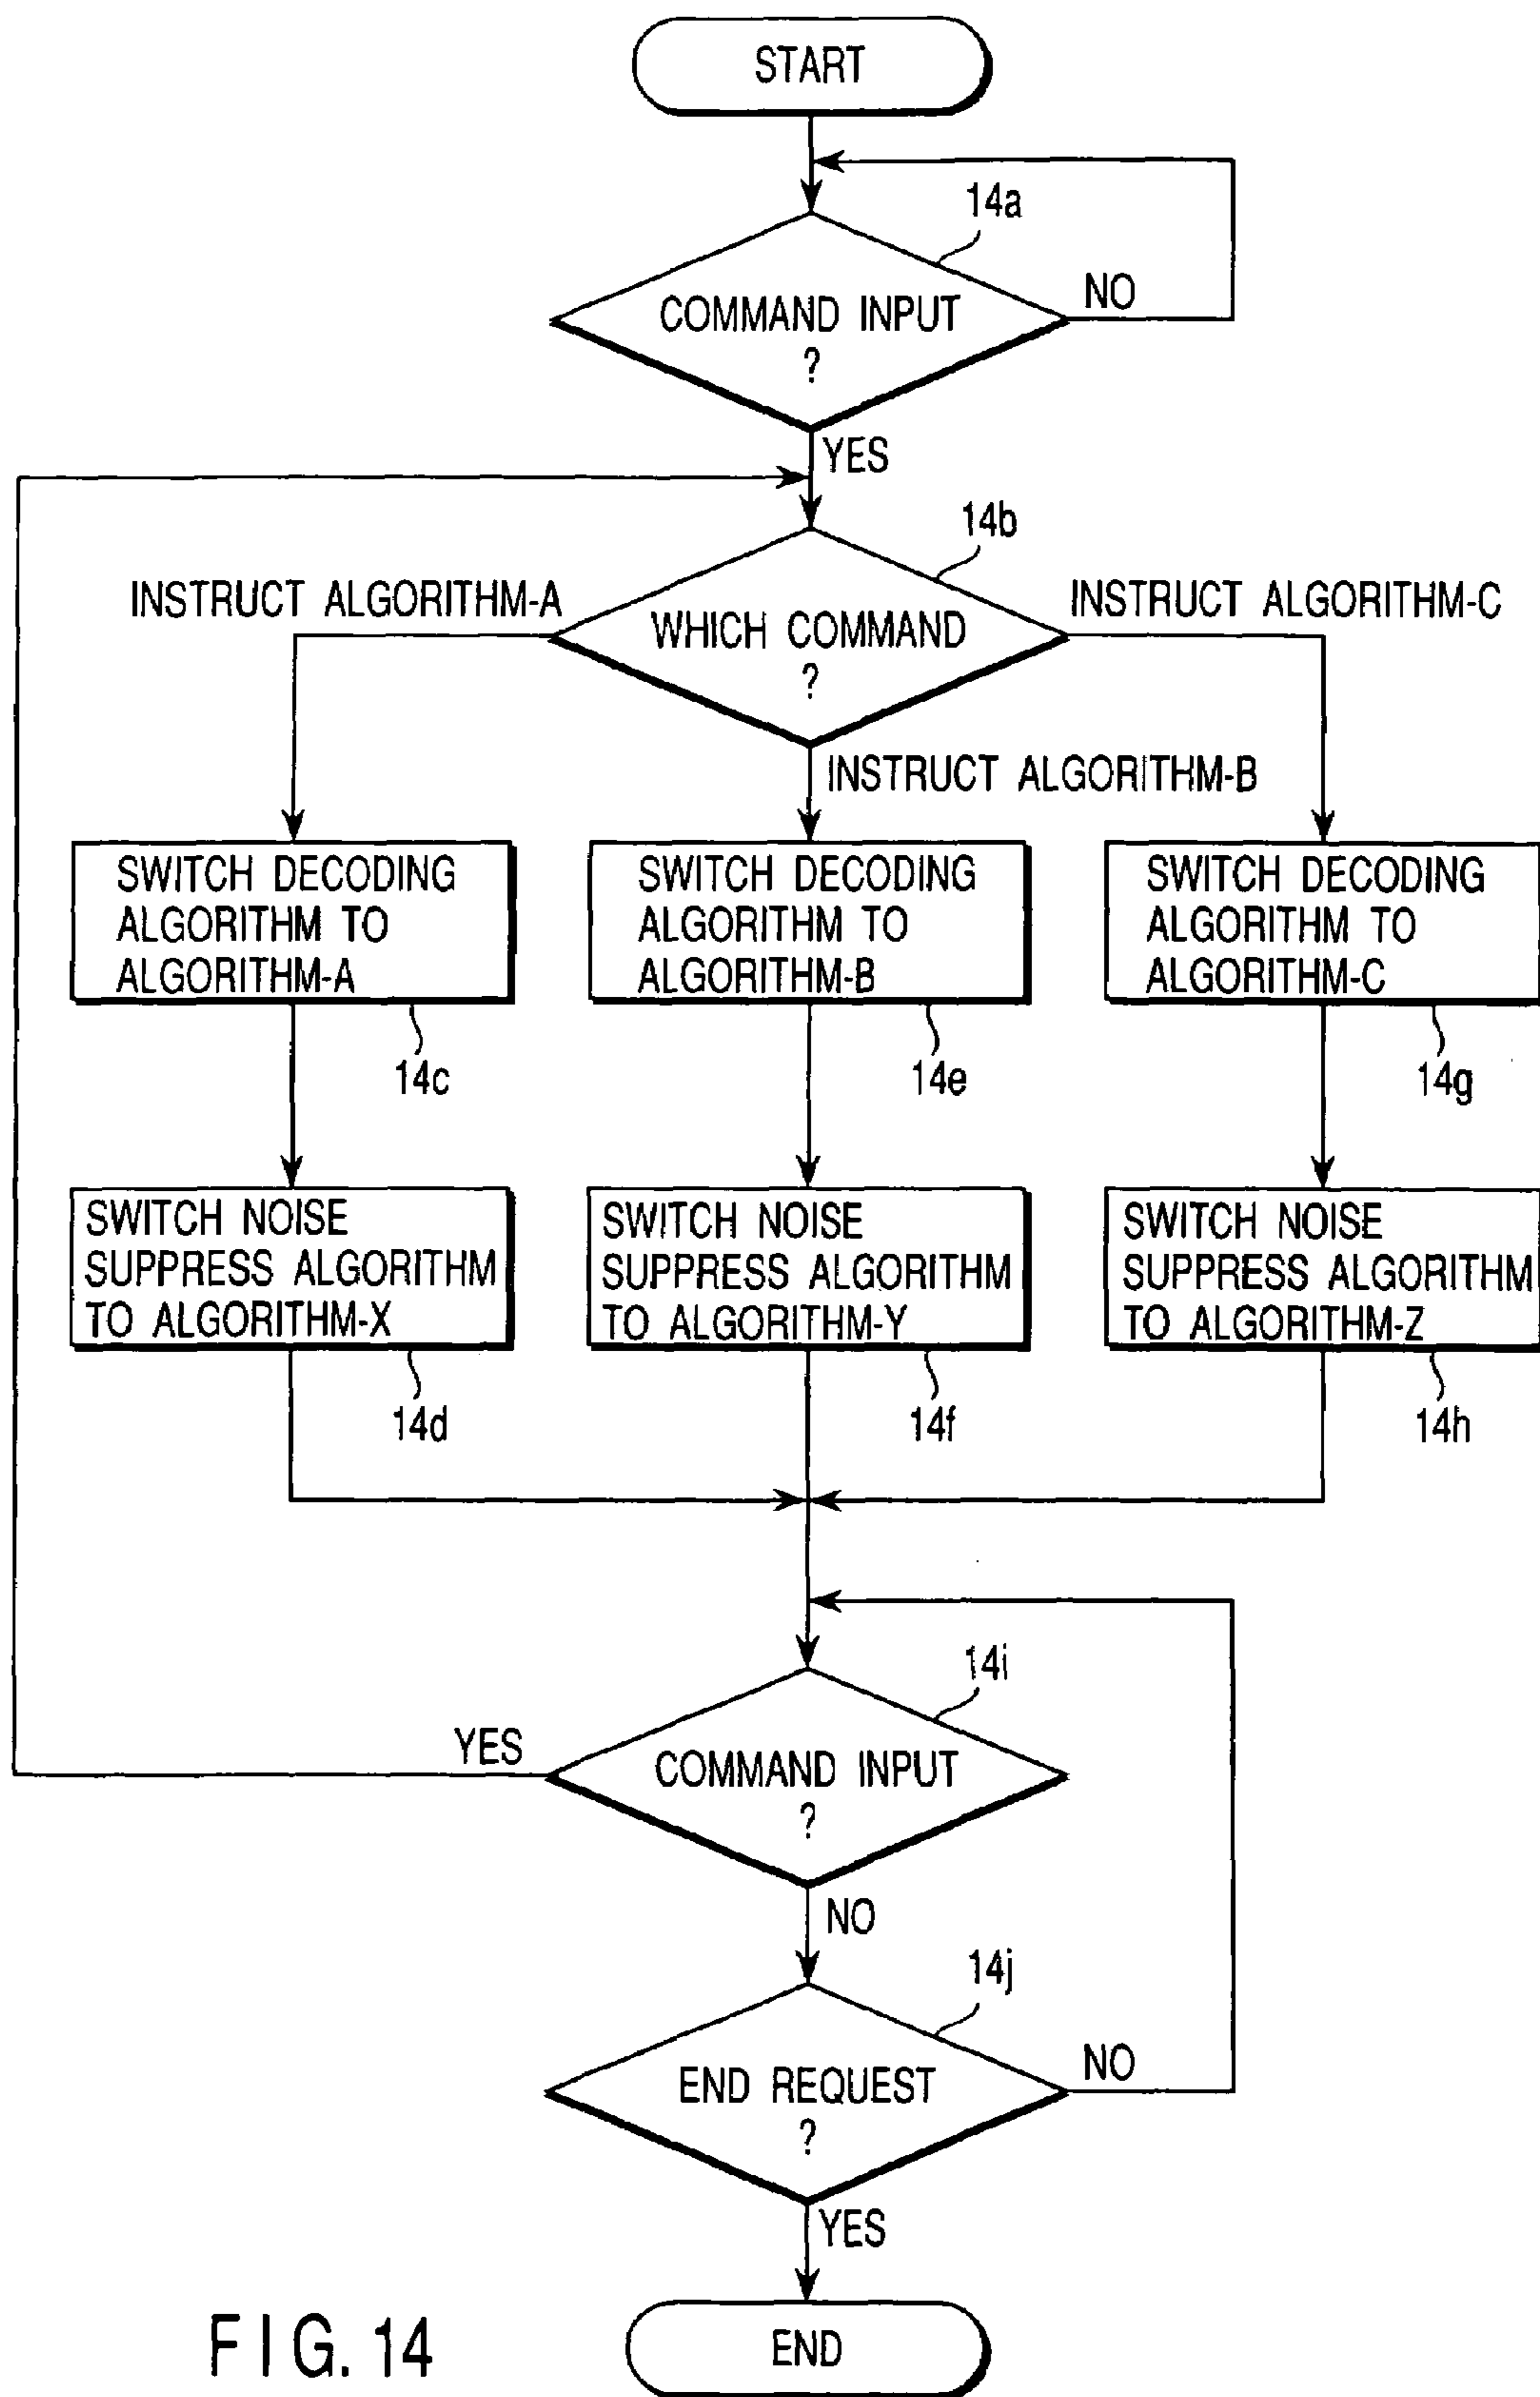 START
14a
COMMAND INPUT
?
NO
YES
14b
INSTRUCT ALGORITHM-A
INSTRUCT ALGORITHM-C
WHICH COMMAND
?
INSTRUCT ALGORITHM-B
SWITCH DECODING
ALGORITHM TO
ALGORITHM-A
14c
SWITCH DECODING
ALGORITHM TO
ALGORITHM-B
14e
SWITCH DECODING
ALGORITHM TO
ALGORITHM-C
14g
SWITCH NOISE
SUPPRESS ALGORITHM
TO ALGORITHM-X
14d
SWITCH NOISE
SUPPRESS ALGORITHM
TO ALGORITHM-Y
14f
SWITCH NOISE
SUPPRESS ALGORITHM
TO ALGORITHM-Z
14h
14i
YES
COMMAND INPUT
?
NO
14j
END REQUEST
?
NO
YES
END
FIG. 14